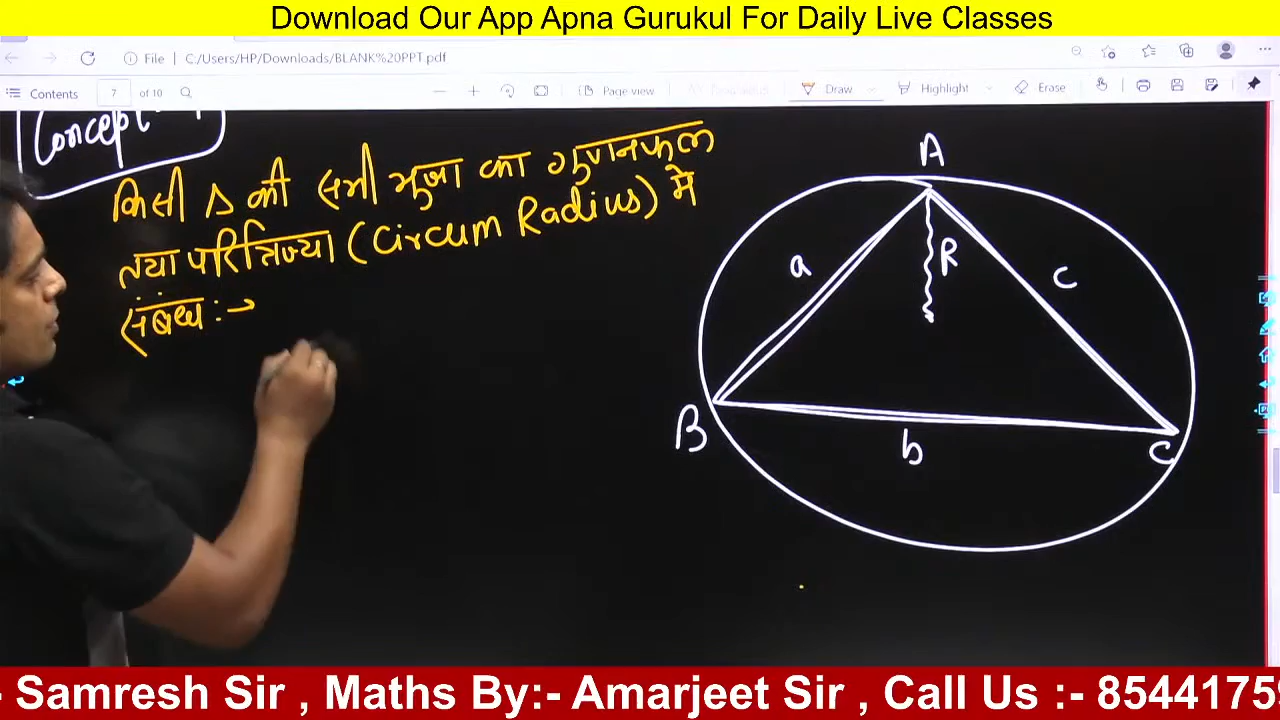 Download Our App Apna Gurukul For Daily Live Classes
File C:/Users/HP/Downloads/BLANK%20PPT.pdf
Contents 7 of 10 Page view Draw Highlight Erase
Concept
किसी Δ की सभी भूजा का गुणनफल
तथा परित्रिज्या (Circum Radius) में
संबंध :→
A
a R c
B b C
- Samresh Sir , Maths By:- Amarjeet Sir , Call Us :- 8544175